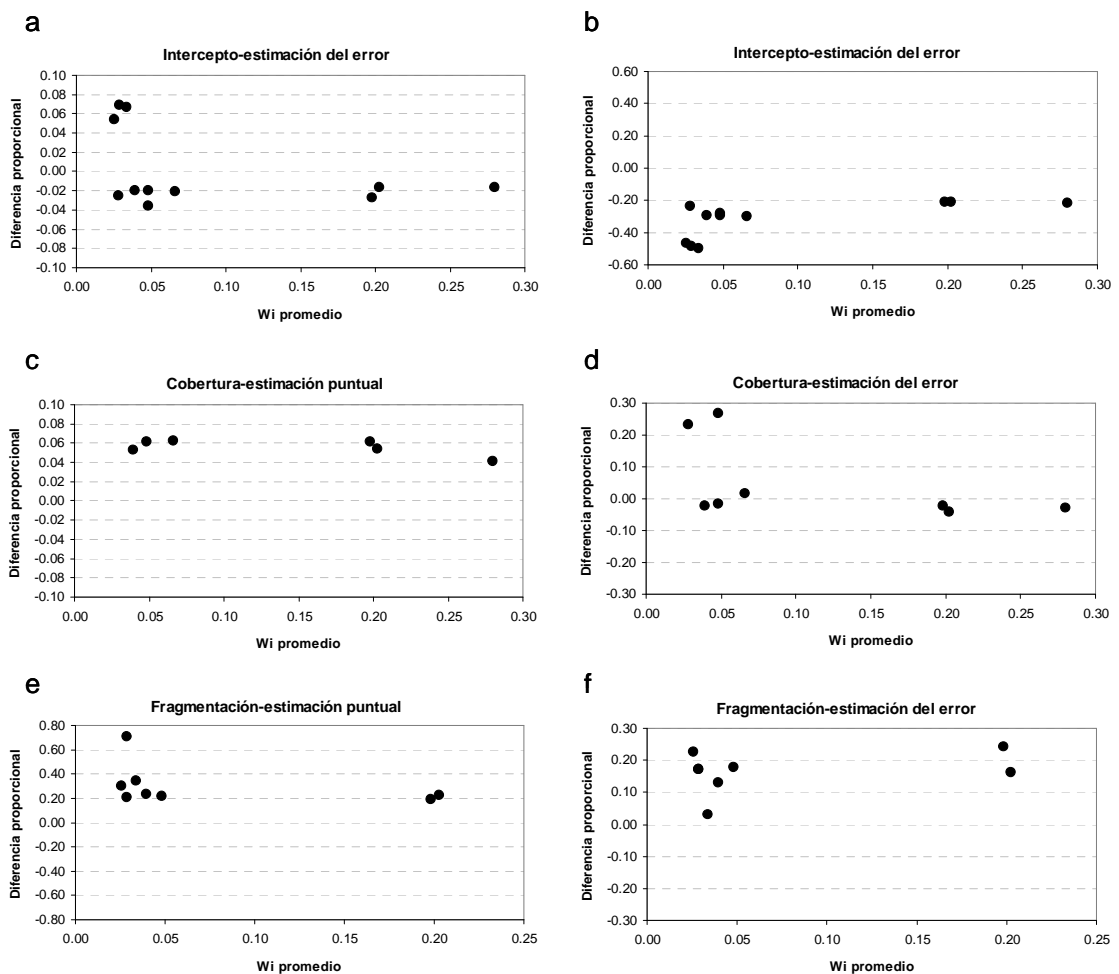 a
Intercepto-estimación del error
Diferencia proporcional
0.10
0.08
0.06
0.04
0.02
0.00
-0.02
-0.04
-0.06
-0.08
-0.10
0.00 0.05 0.10 0.15 0.20 0.25 0.30
Wi promedio
b
Intercepto-estimación del error
Diferencia proporcional
0.60
0.40
0.20
0.00
-0.20
-0.40
-0.60
0.00 0.05 0.10 0.15 0.20 0.25 0.30
Wi promedio
c
Cobertura-estimación puntual
Diferencia proporcional
0.10
0.08
0.06
0.04
0.02
0.00
-0.02
-0.04
-0.06
-0.08
-0.10
0.00 0.05 0.10 0.15 0.20 0.25 0.30
Wi promedio
d
Cobertura-estimación del error
Diferencia proporcional
0.30
0.20
0.10
0.00
-0.10
-0.20
-0.30
0.00 0.05 0.10 0.15 0.20 0.25 0.30
Wi promedio
e
Fragmentación-estimación puntual
Diferencia proporcional
0.80
0.60
0.40
0.20
0.00
-0.20
-0.40
-0.60
-0.80
0.00 0.05 0.10 0.15 0.20 0.25
Wi promedio
f
Fragmentación-estimación del error
Diferencia proporcional
0.30
0.20
0.10
0.00
-0.10
-0.20
-0.30
0.00 0.05 0.10 0.15 0.20 0.25
Wi promedio